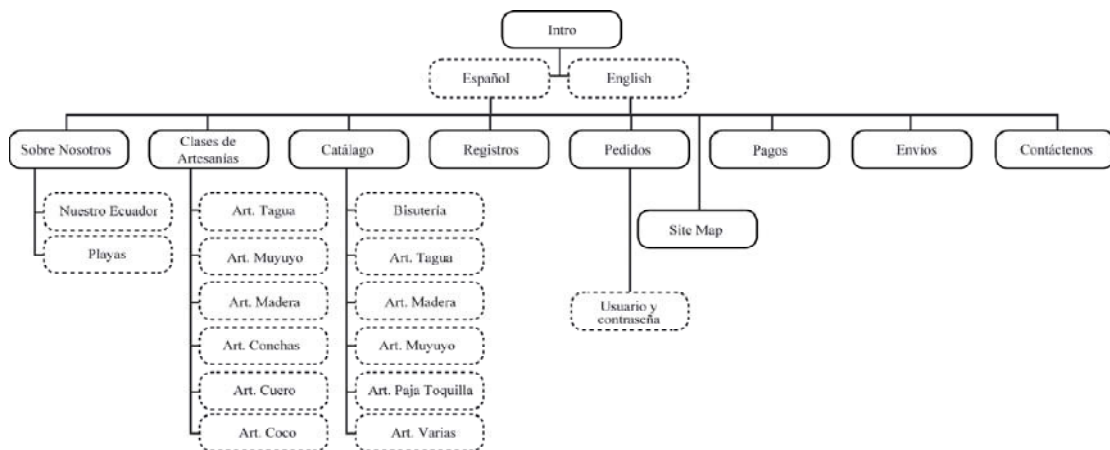 Intro
Español
English
Sobre Nosotros
Clases de
Artesanías
Catálago
Registros
Pedidos
Pagos
Envíos
Contáctenos
Nuestro Ecuador
Playas
Art. Tagua
Art. Muyuyo
Art. Madera
Art. Conchas
Art. Cuero
Art. Coco
Bisutería
Art. Tagua
Art. Madera
Art. Muyuyo
Art. Paja Toquilla
Art. Varias
Usuario y
contraseña
Site Map